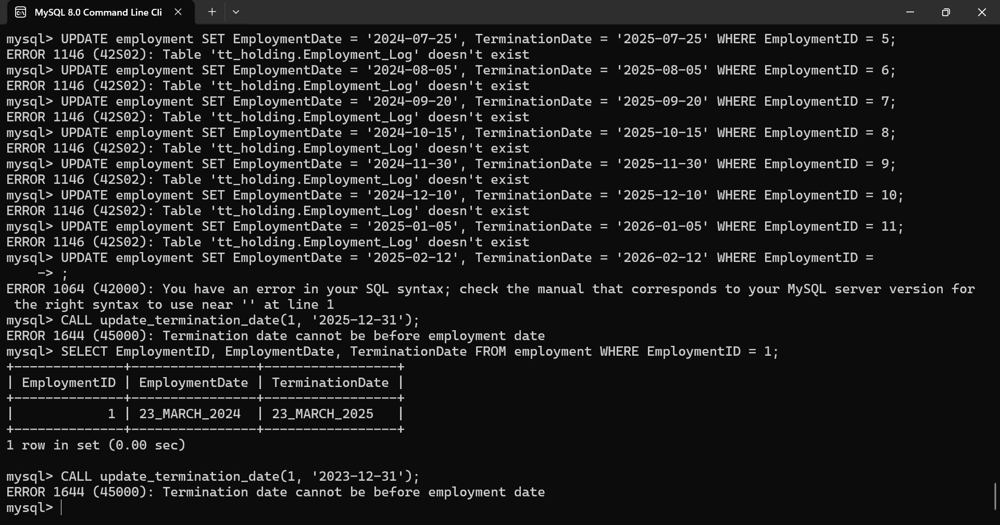 MySQL 8.0 Command Line Cli
mysql> UPDATE employment SET EmploymentDate = '2024-07-25', TerminationDate = '2025-07-25' WHERE EmploymentID = 5;
ERROR 1146 (42S02): Table 'tt_holding.Employment_Log' doesn't exist
mysql> UPDATE employment SET EmploymentDate = '2024-08-05', TerminationDate = '2025-08-05' WHERE EmploymentID = 6;
ERROR 1146 (42S02): Table 'tt_holding.Employment_Log' doesn't exist
mysql> UPDATE employment SET EmploymentDate = '2024-09-20', TerminationDate = '2025-09-20' WHERE EmploymentID = 7;
ERROR 1146 (42S02): Table 'tt_holding.Employment_Log' doesn't exist
mysql> UPDATE employment SET EmploymentDate = '2024-10-15', TerminationDate = '2025-10-15' WHERE EmploymentID = 8;
ERROR 1146 (42S02): Table 'tt_holding.Employment_Log' doesn't exist
mysql> UPDATE employment SET EmploymentDate = '2024-11-30', TerminationDate = '2025-11-30' WHERE EmploymentID = 9;
ERROR 1146 (42S02): Table 'tt_holding.Employment_Log' doesn't exist
mysql> UPDATE employment SET EmploymentDate = '2024-12-10', TerminationDate = '2025-12-10' WHERE EmploymentID = 10;
ERROR 1146 (42S02): Table 'tt_holding.Employment_Log' doesn't exist
mysql> UPDATE employment SET EmploymentDate = '2025-01-05', TerminationDate = '2026-01-05' WHERE EmploymentID = 11;
ERROR 1146 (42S02): Table 'tt_holding.Employment_Log' doesn't exist
mysql> UPDATE employment SET EmploymentDate = '2025-02-12', TerminationDate = '2026-02-12' WHERE EmploymentID =
    -> ;
ERROR 1064 (42000): You have an error in your SQL syntax; check the manual that corresponds to your MySQL server version for
 the right syntax to use near '' at line 1
mysql> CALL update_termination_date(1, '2025-12-31');
ERROR 1644 (45000): Termination date cannot be before employment date
mysql> SELECT EmploymentID, EmploymentDate, TerminationDate FROM employment WHERE EmploymentID = 1;
+--------------+----------------+-----------------+
| EmploymentID | EmploymentDate | TerminationDate |
+--------------+----------------+-----------------+
|            1 | 23_MARCH_2024  | 23_MARCH_2025   |
+--------------+----------------+-----------------+
1 row in set (0.00 sec)
mysql> CALL update_termination_date(1, '2023-12-31');
ERROR 1644 (45000): Termination date cannot be before employment date
mysql>